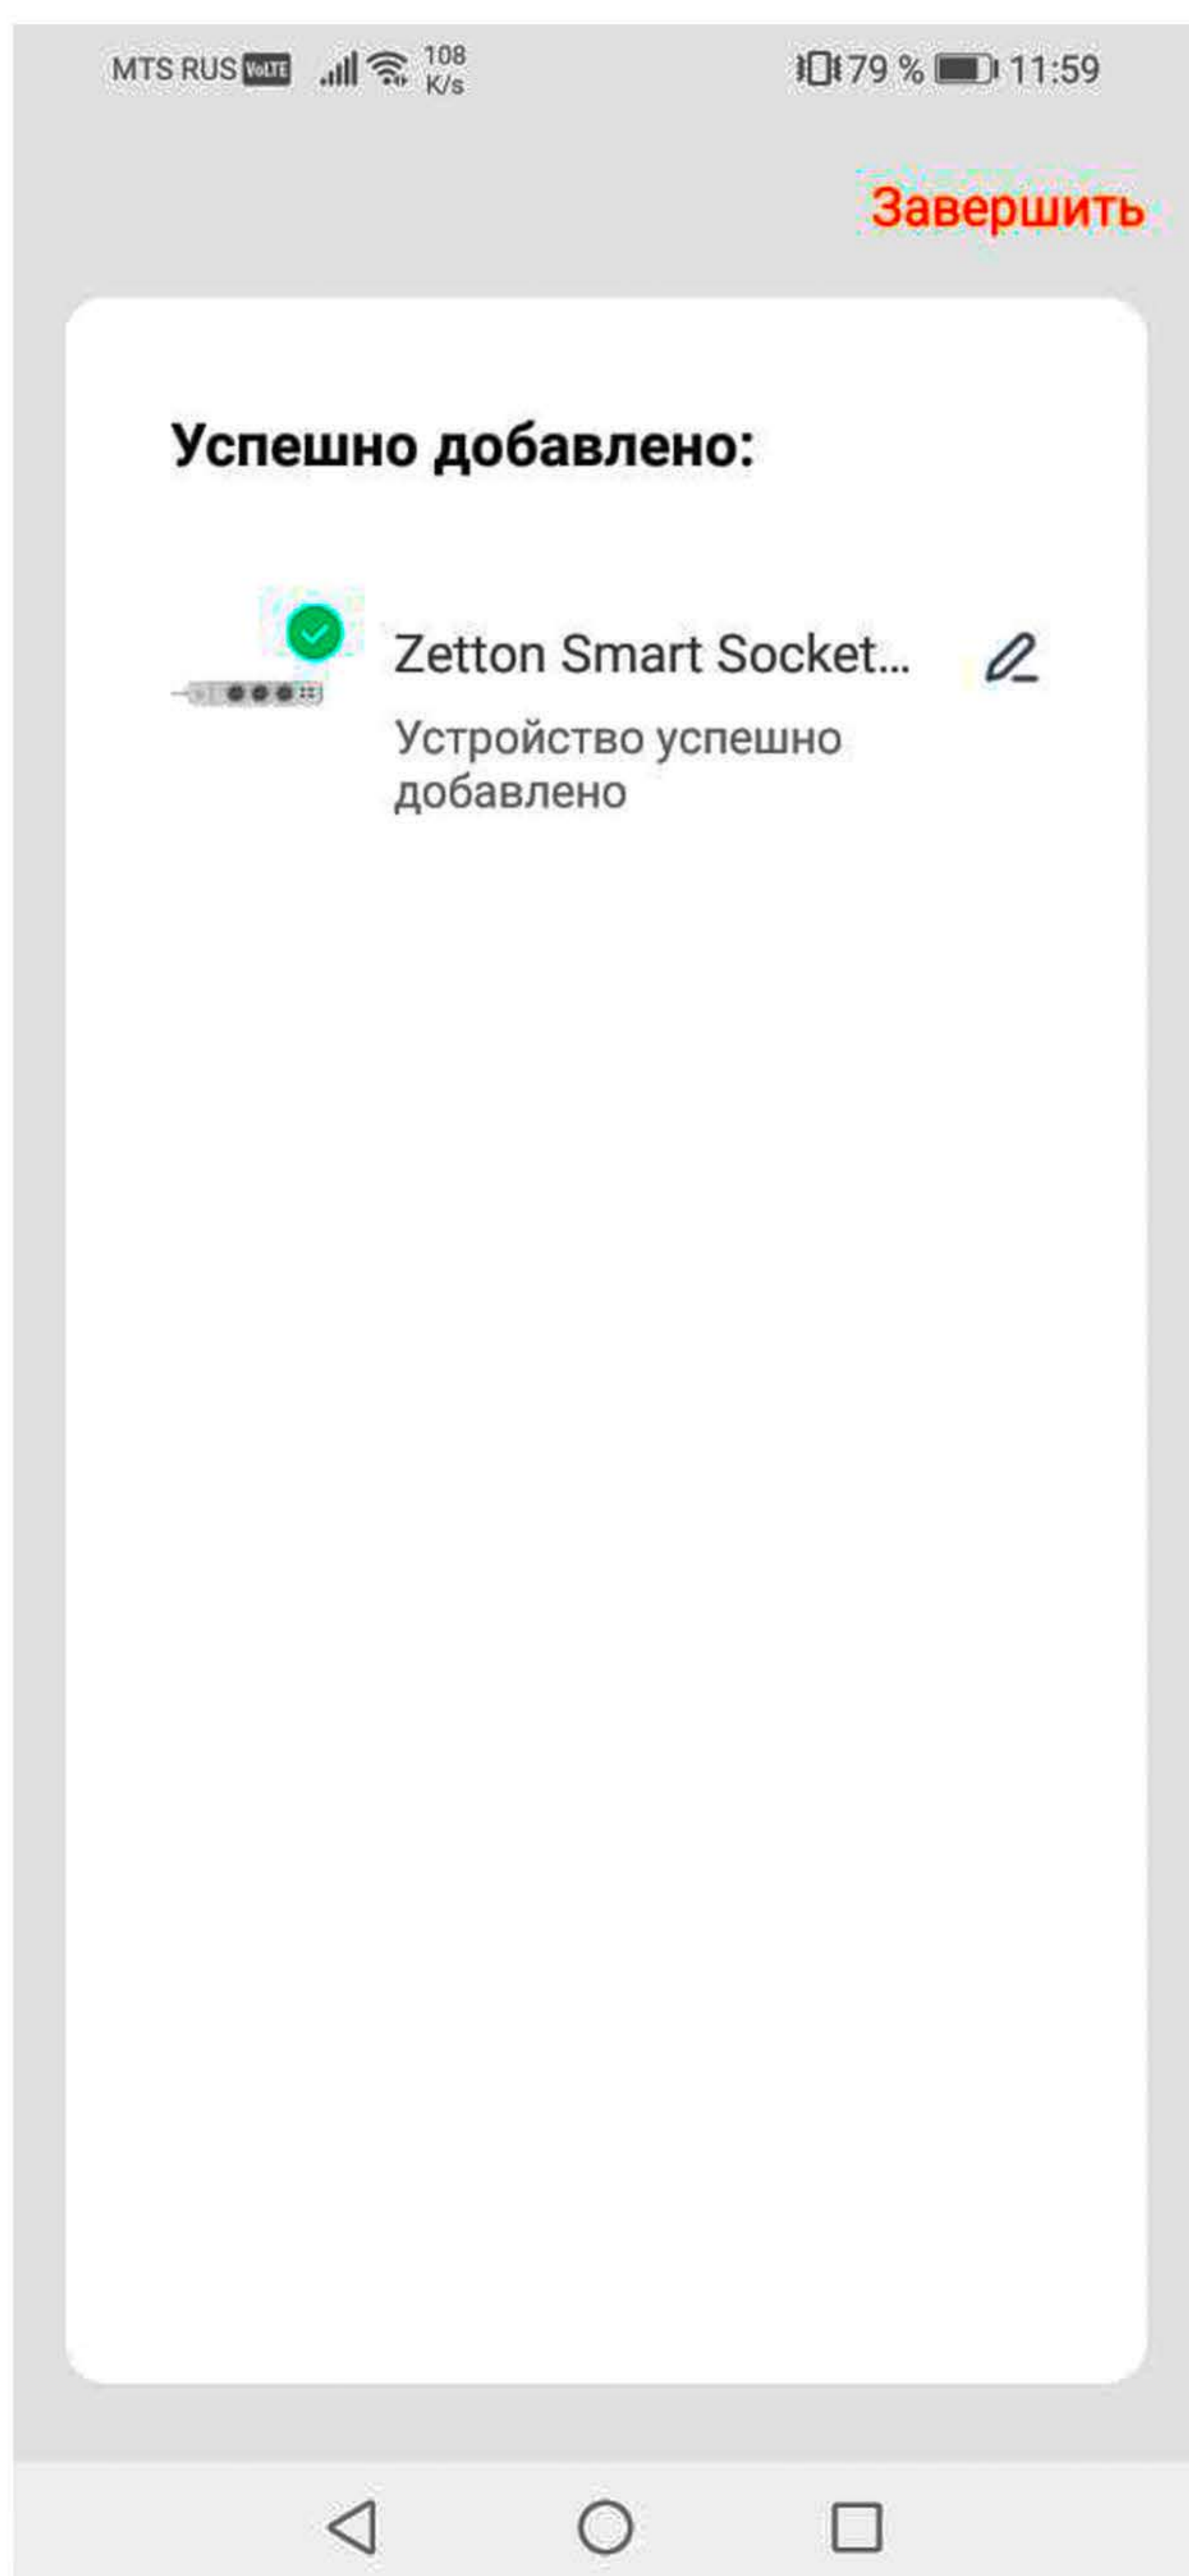 MTS RUS VoLTE 108 K/s 79 % 11:59
Завершить
Успешно добавлено:
Zetton Smart Socket...
Устройство успешно
добавлено